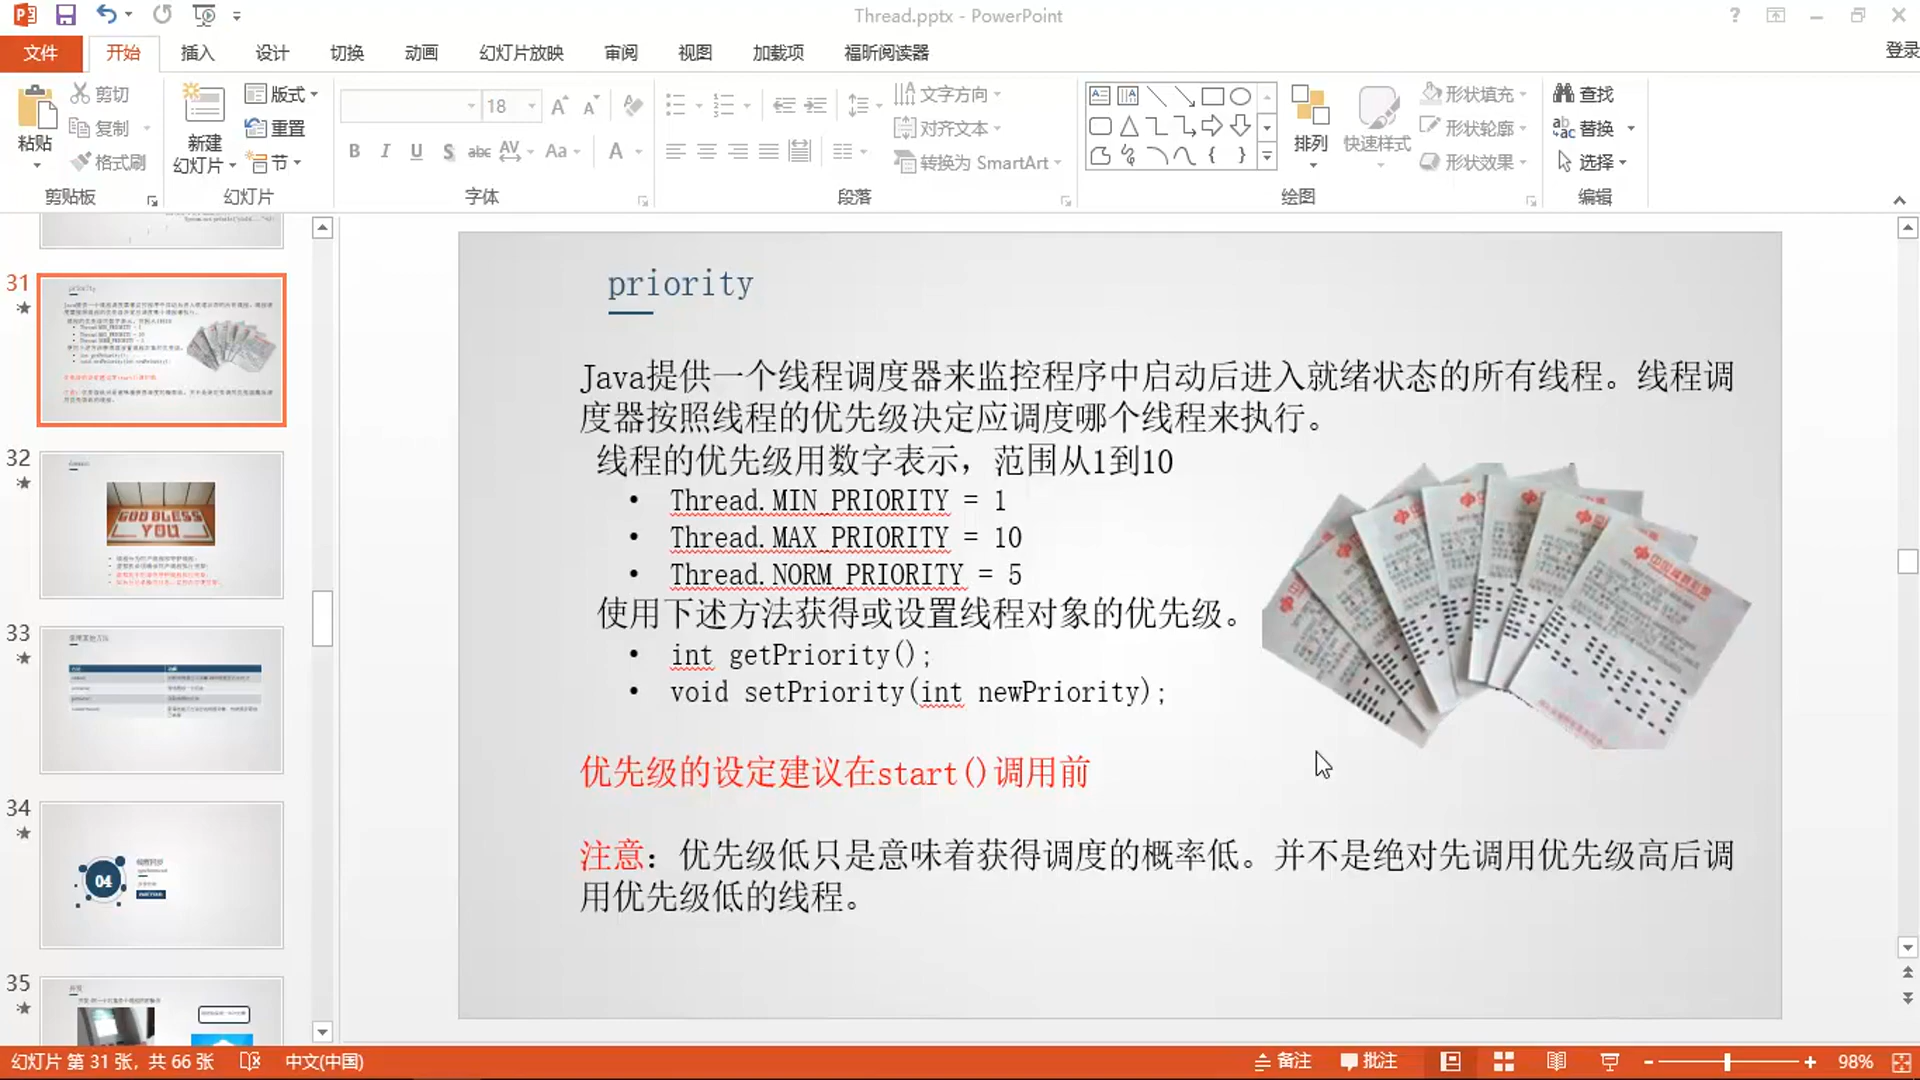 Thread.pptx - PowerPoint
文件
开始
插入
设计
切换
动画
幻灯片放映
审阅
视图
加载项
福昕阅读器
登录
粘贴
剪切
复制
格式刷
剪贴板
新建
幻灯片
版式
重置
节
幻灯片
18
字体
文字方向
对齐文本
转换为 SmartArt
段落
排列
快速样式
形状填充
形状轮廓
形状效果
绘图
查找
替换
选择
编辑
31
32
GOD BLESS
YOU
33
34
04
35
priority
Java提供一个线程调度器来监控程序中启动后进入就绪状态的所有线程。线程调
度器按照线程的优先级决定应调度哪个线程来执行。
线程的优先级用数字表示，范围从1到10
• Thread.MIN_PRIORITY = 1
• Thread.MAX_PRIORITY = 10
• Thread.NORM_PRIORITY = 5
使用下述方法获得或设置线程对象的优先级。
• int getPriority();
• void setPriority(int newPriority);
优先级的设定建议在start()调用前
注意：优先级低只是意味着获得调度的概率低。并不是绝对先调用优先级高后调
用优先级低的线程。
幻灯片 第 31 张，共 66 张
中文(中国)
备注
批注
98%